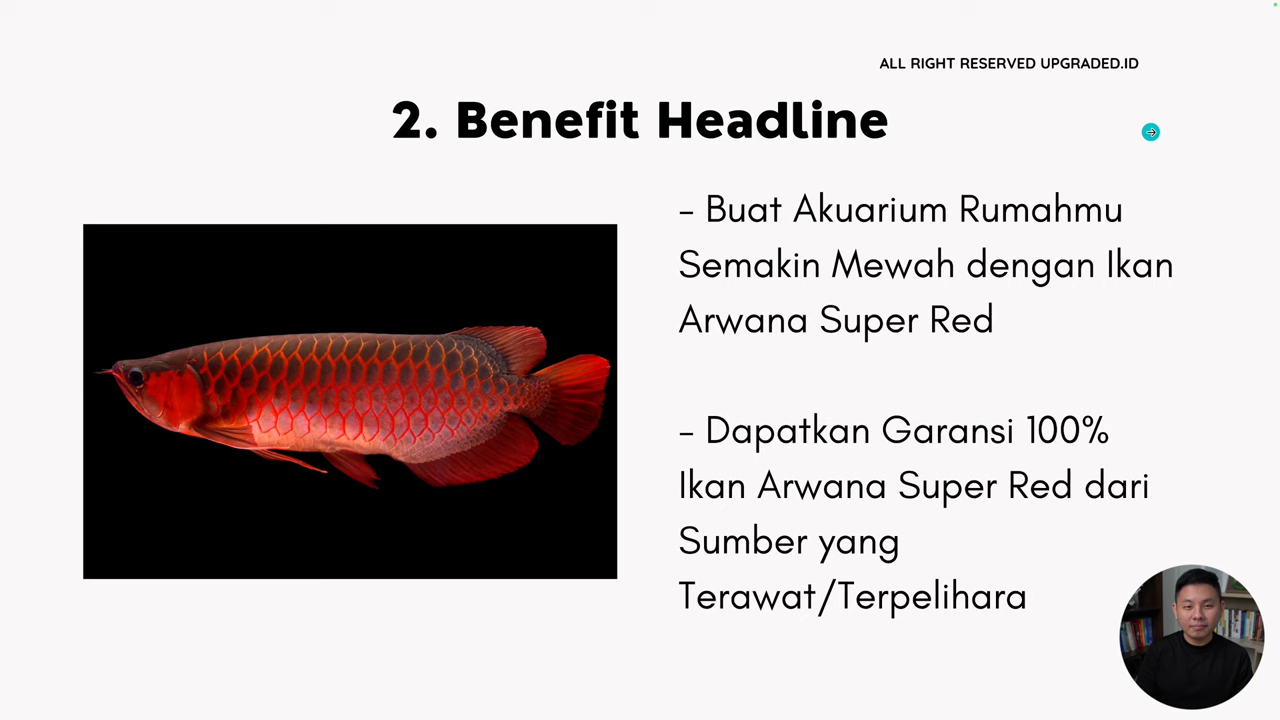 ALL RIGHT RESERVED UPGRADED.ID
2. Benefit Headline
- Buat Akuarium Rumahmu
Semakin Mewah dengan Ikan
Arwana Super Red
- Dapatkan Garansi 100%
Ikan Arwana Super Red dari
Sumber yang
Terawat/Terpelihara